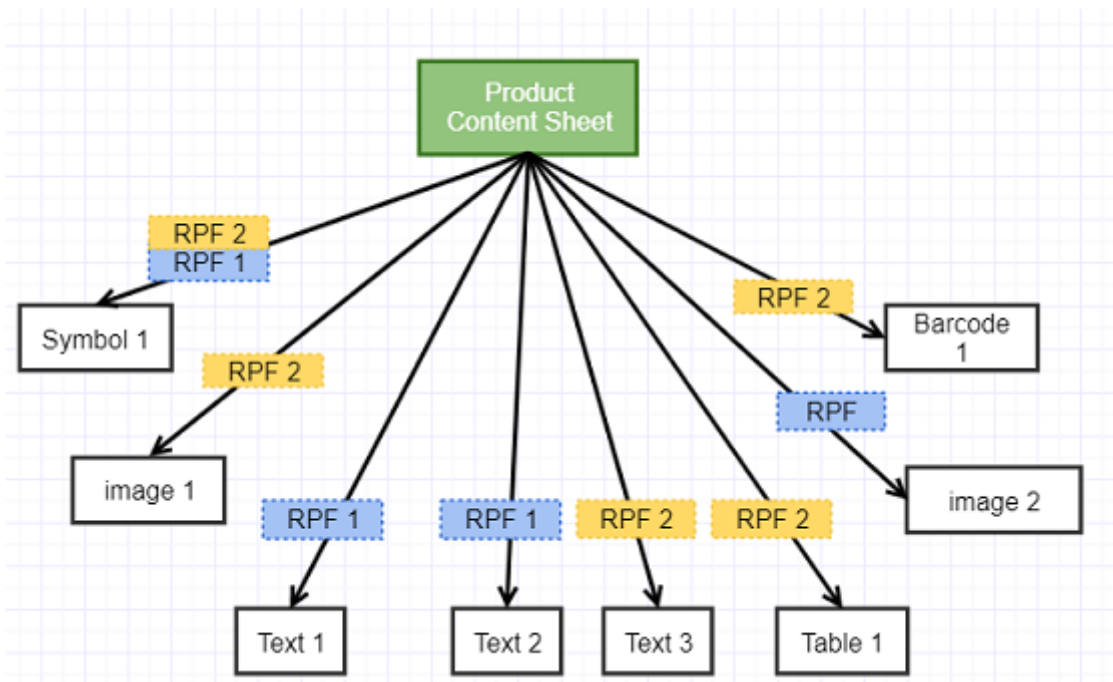 Product
Content Sheet
RPF 2
RPF 1
Symbol 1
RPF 2
Barcode
1
RPF 2
RPF
image 1
image 2
RPF 1
RPF 1
RPF 2
RPF 2
Text 1
Text 2
Text 3
Table 1